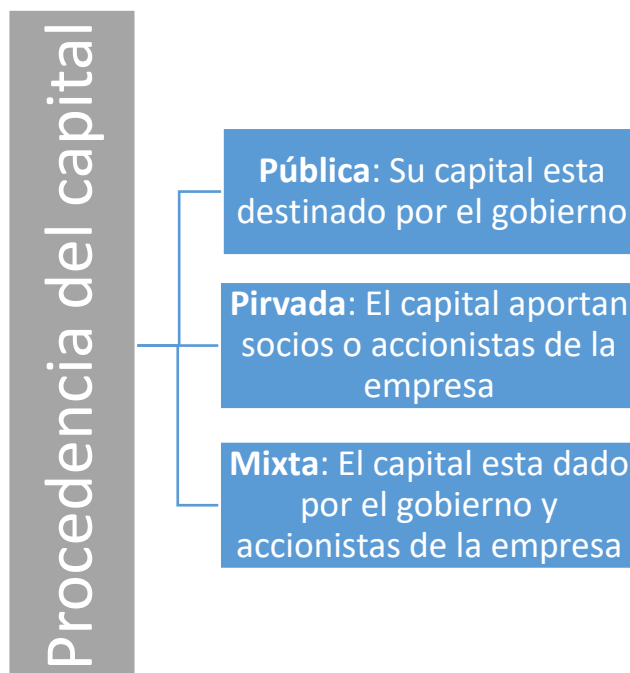 Procedencia del capital
Pública: Su capital esta
destinado por el gobierno
Pirvada: El capital aportan
socios o accionistas de la
empresa
Mixta: El capital esta dado
por el gobierno y
accionistas de la empresa